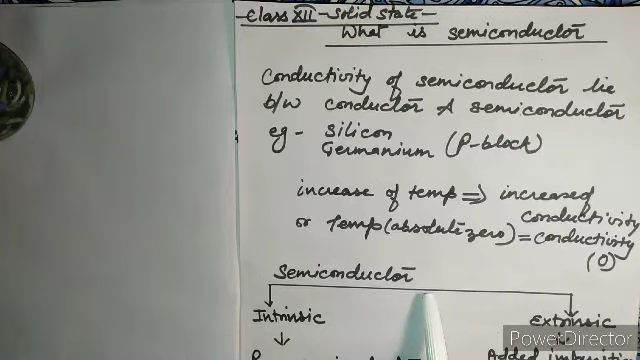 Class XII - Solid State -
What is semiconductor
Conductivity of semiconductor lie
b/w conductor & semiconductor
eg - silicon
Germanium (P-block)
increase of temp ⇒ increased
conductivity
or Temp (absolute zero) = conductivity
(0)
Semiconductor
Intrinsic Extrinsic
↓ ↓
Added impurities
PowerDirector